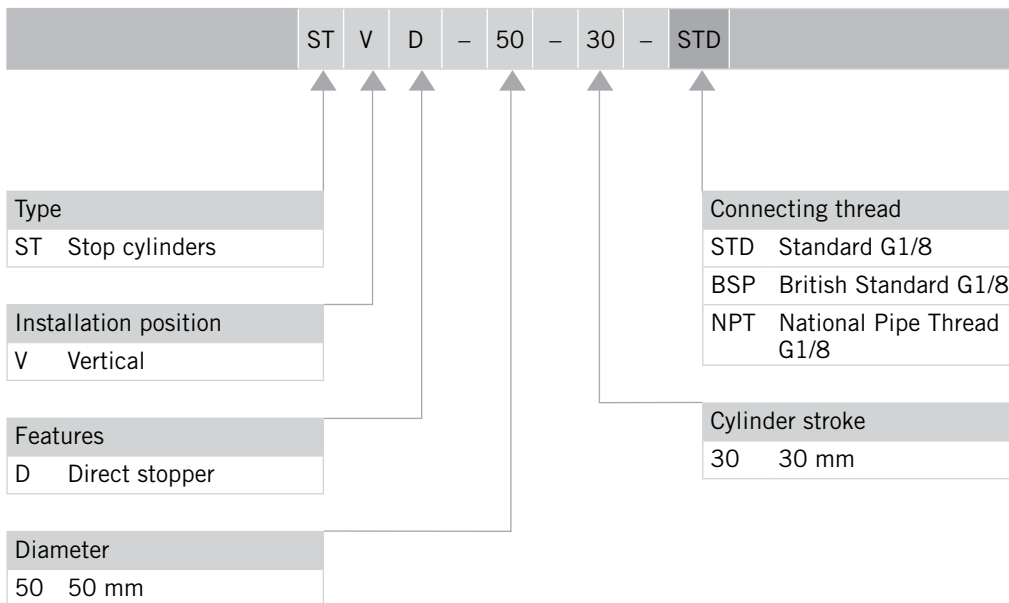 ST V D – 50 – 30 – STD
Type
ST Stop cylinders
Installation position
V Vertical
Features
D Direct stopper
Diameter
50 50 mm
Connecting thread
STD Standard G1/8
BSP British Standard G1/8
NPT National Pipe Thread
G1/8
Cylinder stroke
30 30 mm